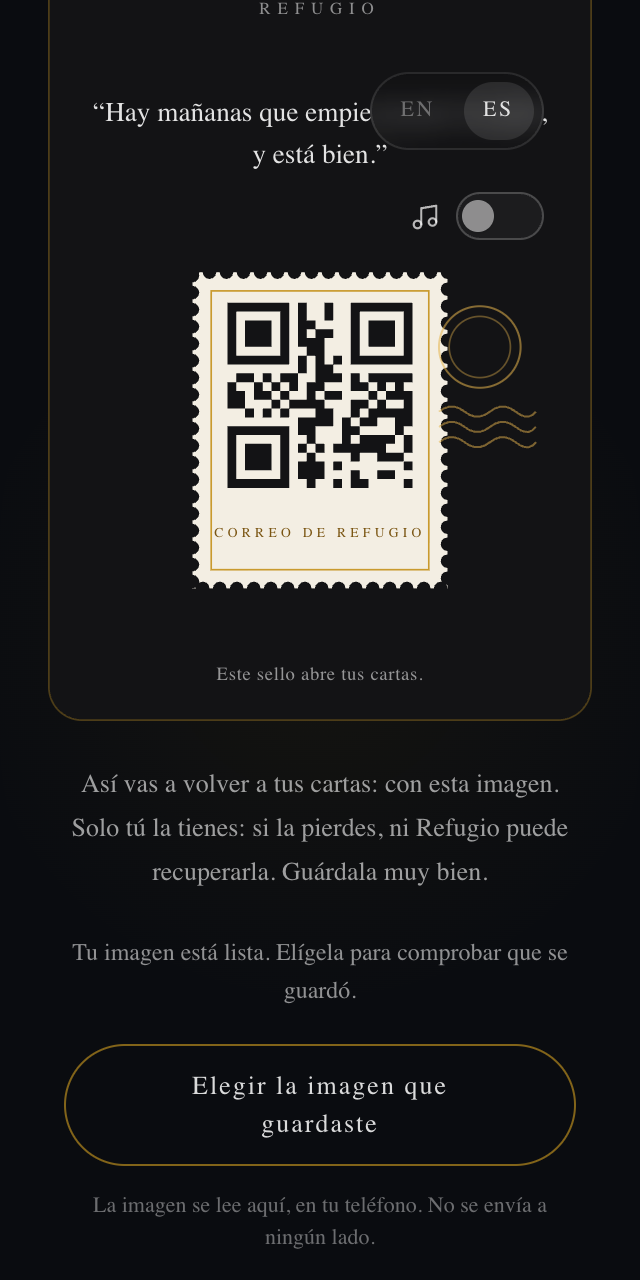 REFUGIO
“Hay mañanas que empie ,
EN ES
y está bien.”
CORREO DE REFUGIO
Este sello abre tus cartas.
Así vas a volver a tus cartas: con esta imagen.
Solo tú la tienes: si la pierdes, ni Refugio puede
recuperarla. Guárdala muy bien.
Tu imagen está lista. Elígela para comprobar que se
guardó.
Elegir la imagen que
guardaste
La imagen se lee aquí, en tu teléfono. No se envía a
ningún lado.